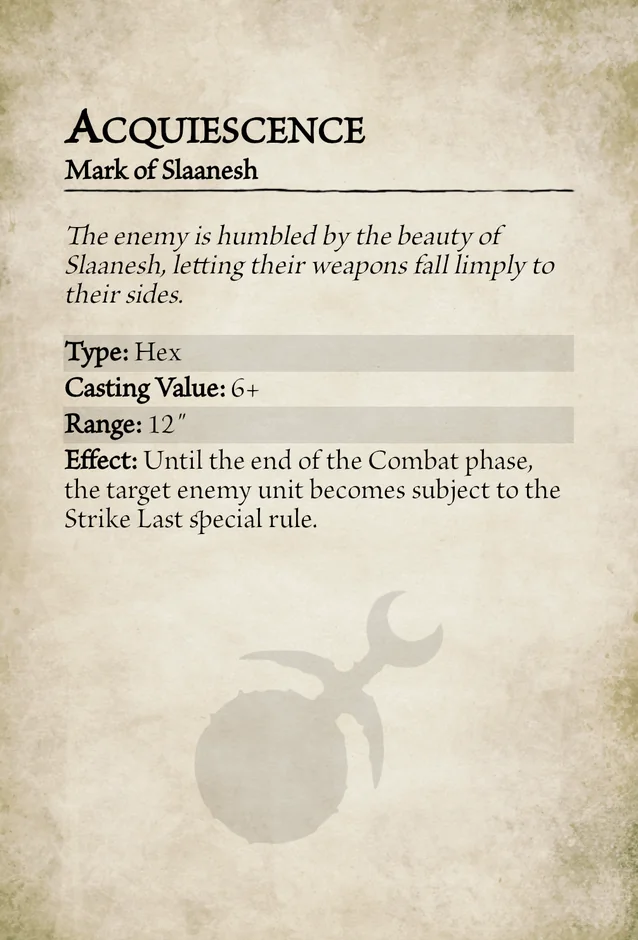 Acquiescence
Mark of Slaanesh
The enemy is humbled by the beauty of
Slaanesh, letting their weapons fall limply to
their sides.
Type: Hex
Casting Value: 6+
Range: 12"
Effect: Until the end of the Combat phase,
the target enemy unit becomes subject to the
Strike Last special rule.